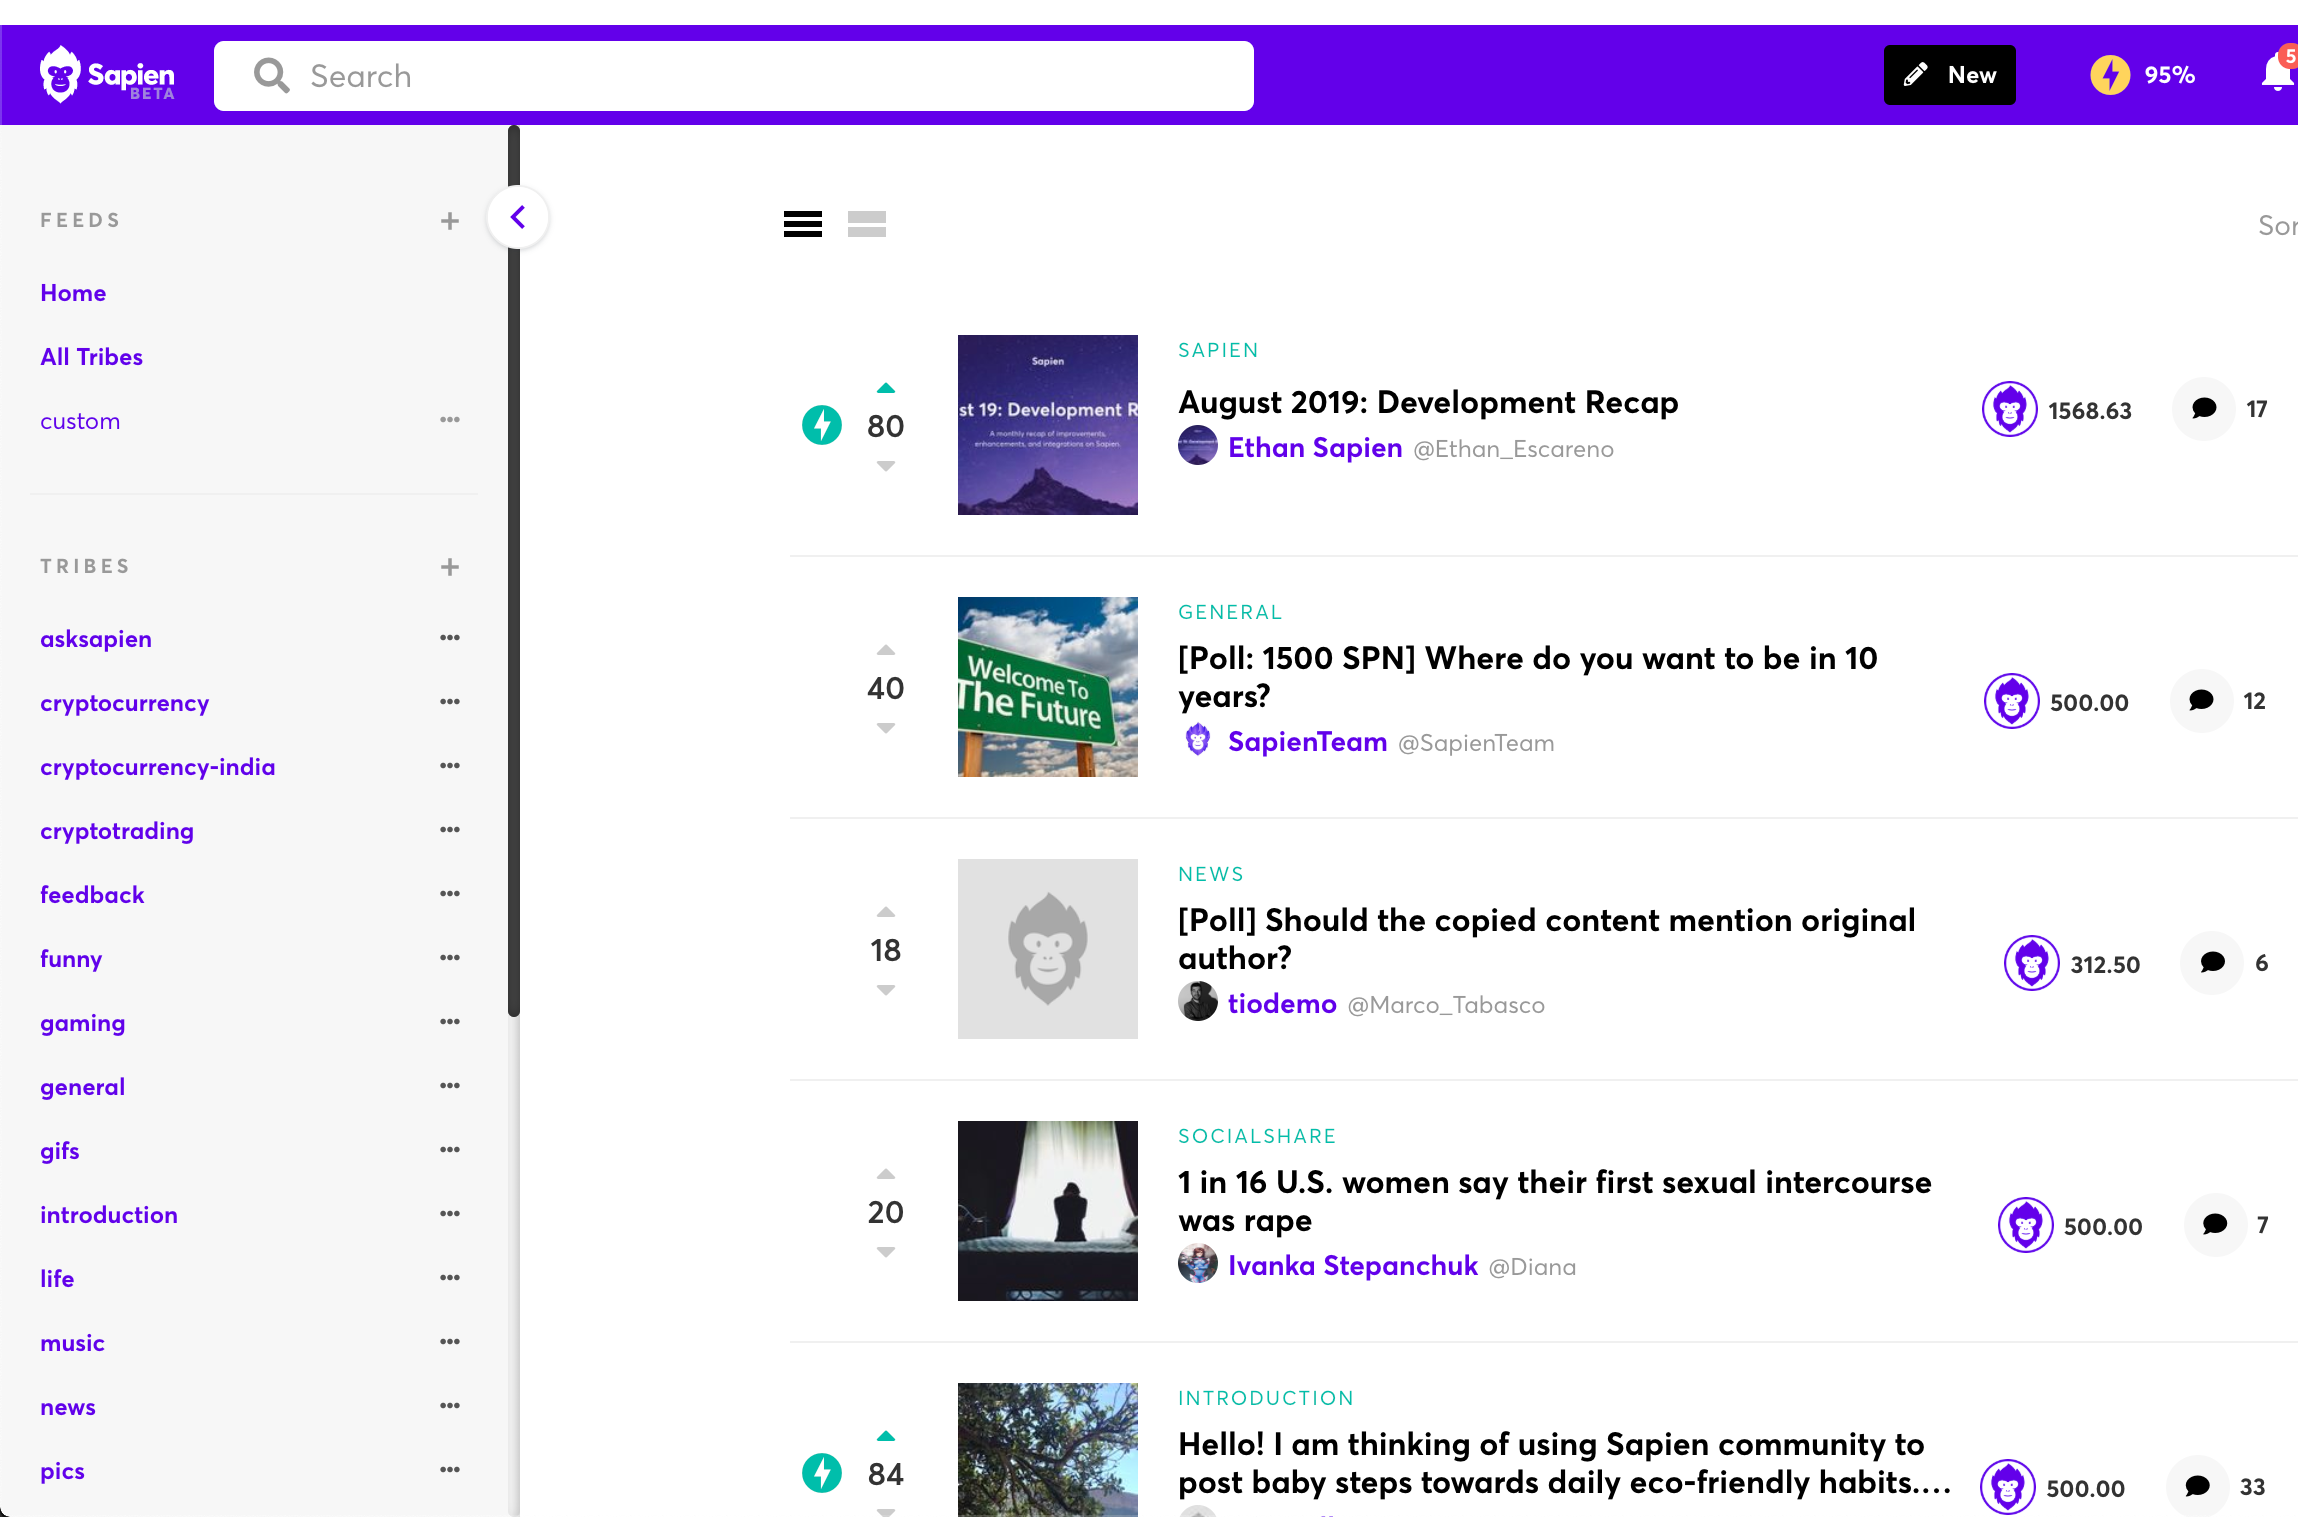 Sapien
BETA
Search
New
95%
5
FEEDS
Home
All Tribes
custom
TRIBES
asksapien
cryptocurrency
cryptocurrency-india
cryptotrading
feedback
funny
gaming
general
gifs
introduction
life
music
news
pics
Sor
80
Sapien
st 19: Development R
A monthly recap of improvements,
enhancements, and integrations on Sapien.
SAPIEN
August 2019: Development Recap
Ethan Sapien @Ethan_Escareno
1568.63
17
40
Welcome To
The Future
GENERAL
[Poll: 1500 SPN] Where do you want to be in 10
years?
SapienTeam @SapienTeam
500.00
12
18
NEWS
[Poll] Should the copied content mention original
author?
tiodemo @Marco_Tabasco
312.50
6
20
SOCIALSHARE
1 in 16 U.S. women say their first sexual intercourse
was rape
Ivanka Stepanchuk @Diana
500.00
7
84
INTRODUCTION
Hello! I am thinking of using Sapien community to
post baby steps towards daily eco-friendly habits....
500.00
33